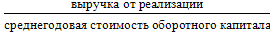 выручка от реализации
среднегодовая стоимость оборотного капитала